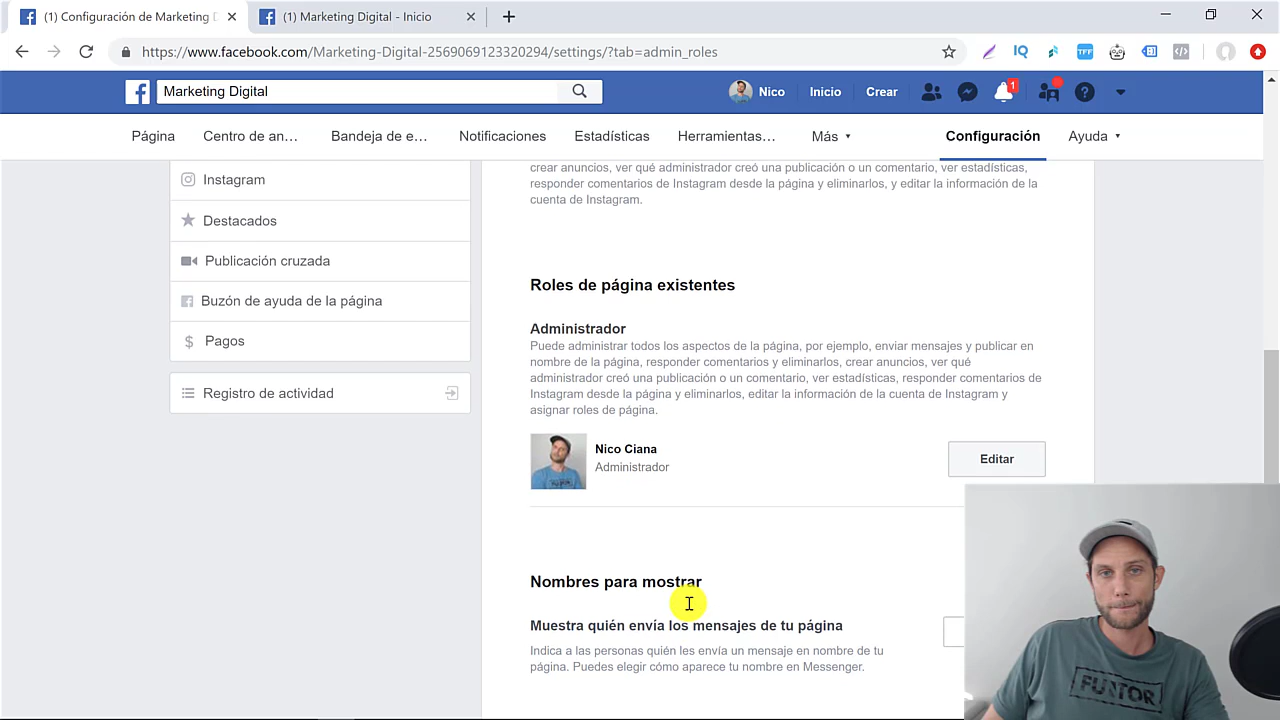 (1) Configuración de Marketing D
(1) Marketing Digital - Inicio
https://www.facebook.com/Marketing-Digital-2569069123320294/settings/?tab=admin_roles
IQ
TFF
Marketing Digital
Nico
Inicio
Crear
1
Página
Centro de an...
Bandeja de e...
Notificaciones
Estadísticas
Herramientas...
Más
Configuración
Ayuda
Instagram
Destacados
Publicación cruzada
Buzón de ayuda de la página
Pagos
Registro de actividad
crear anuncios, ver qué administrador creó una publicación o un comentario, ver estadísticas,
responder comentarios de Instagram desde la página y eliminarlos, y editar la información de la
cuenta de Instagram.
Roles de página existentes
Administrador
Puede administrar todos los aspectos de la página, por ejemplo, enviar mensajes y publicar en
nombre de la página, responder comentarios y eliminarlos, crear anuncios, ver qué
administrador creó una publicación o un comentario, ver estadísticas, responder comentarios de
Instagram desde la página y eliminarlos, editar la información de la cuenta de Instagram y
asignar roles de página.
Nico Ciana
Administrador
Editar
Nombres para mostrar
Muestra quién envía los mensajes de tu página
Indica a las personas quién les envía un mensaje en nombre de tu
página. Puedes elegir cómo aparece tu nombre en Messenger.
FUNTOR